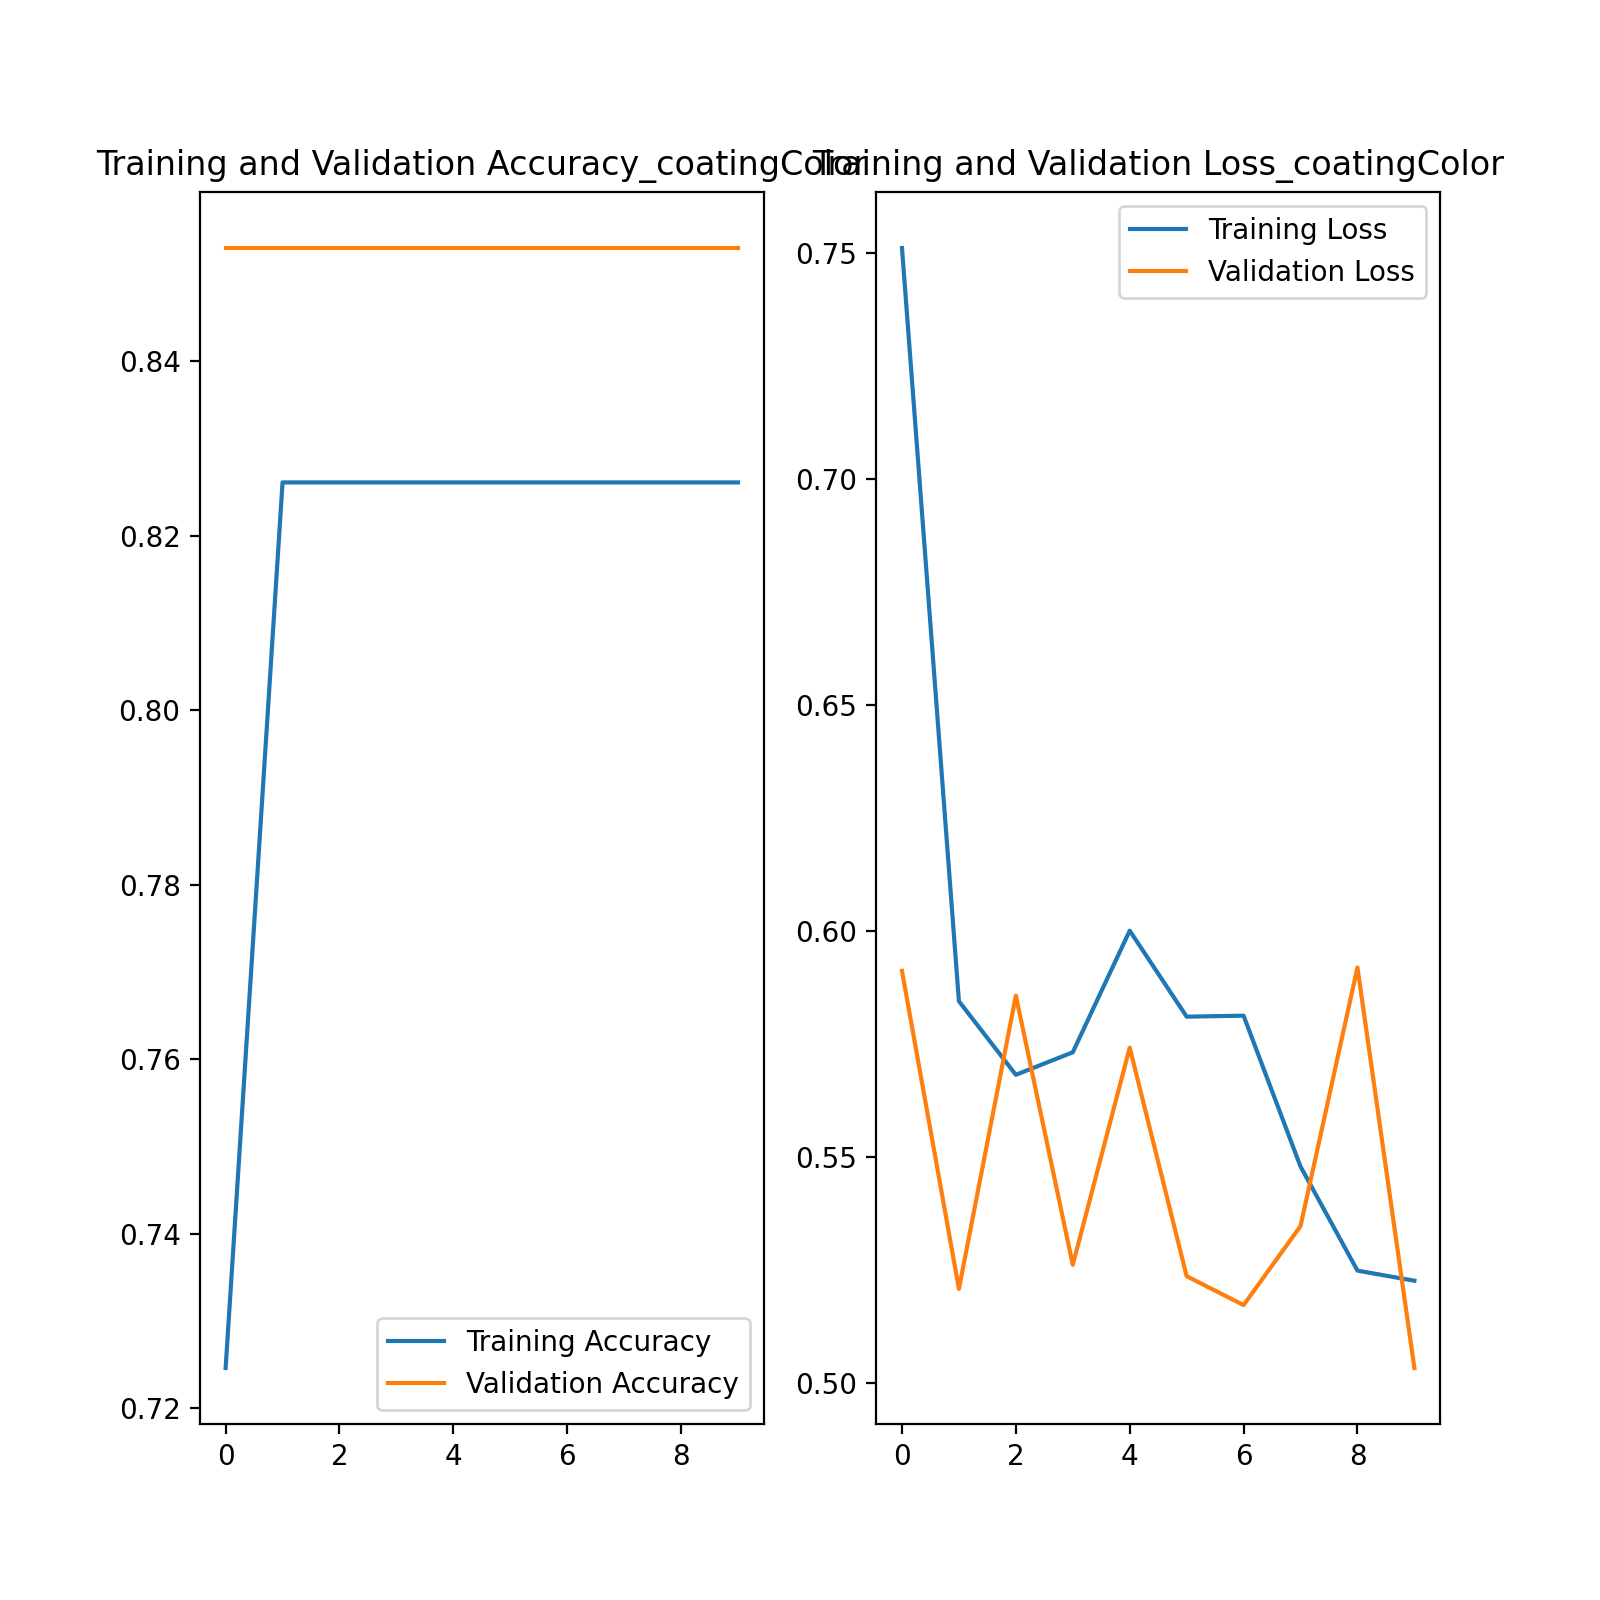 Training and Validation Accuracy_coatingColor
0.84
0.82
0.80
0.78
0.76
0.74
0.72
0 2 4 6 8
Training Accuracy
Validation Accuracy
Training and Validation Loss_coatingColor
Training Loss
Validation Loss
0.75
0.70
0.65
0.60
0.55
0.50
0 2 4 6 8